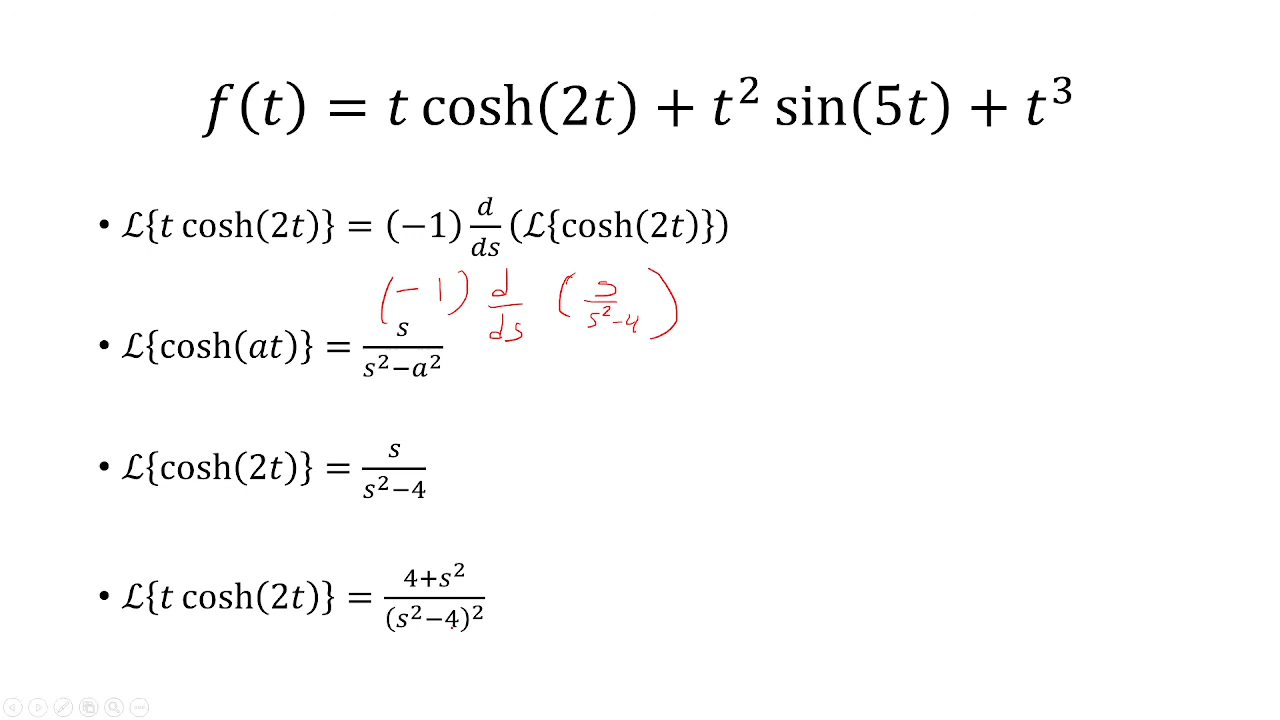 f(t) = t cosh(2t) + t² sin(5t) + t³
• ℒ{t cosh(2t)} = (−1) d/ds (ℒ{cosh(2t)})
(−1) d/ds (s/(s²−4))
• ℒ{cosh(at)} = s/(s²−a²)
• ℒ{cosh(2t)} = s/(s²−4)
• ℒ{t cosh(2t)} = (4+s²)/(s²−4)²